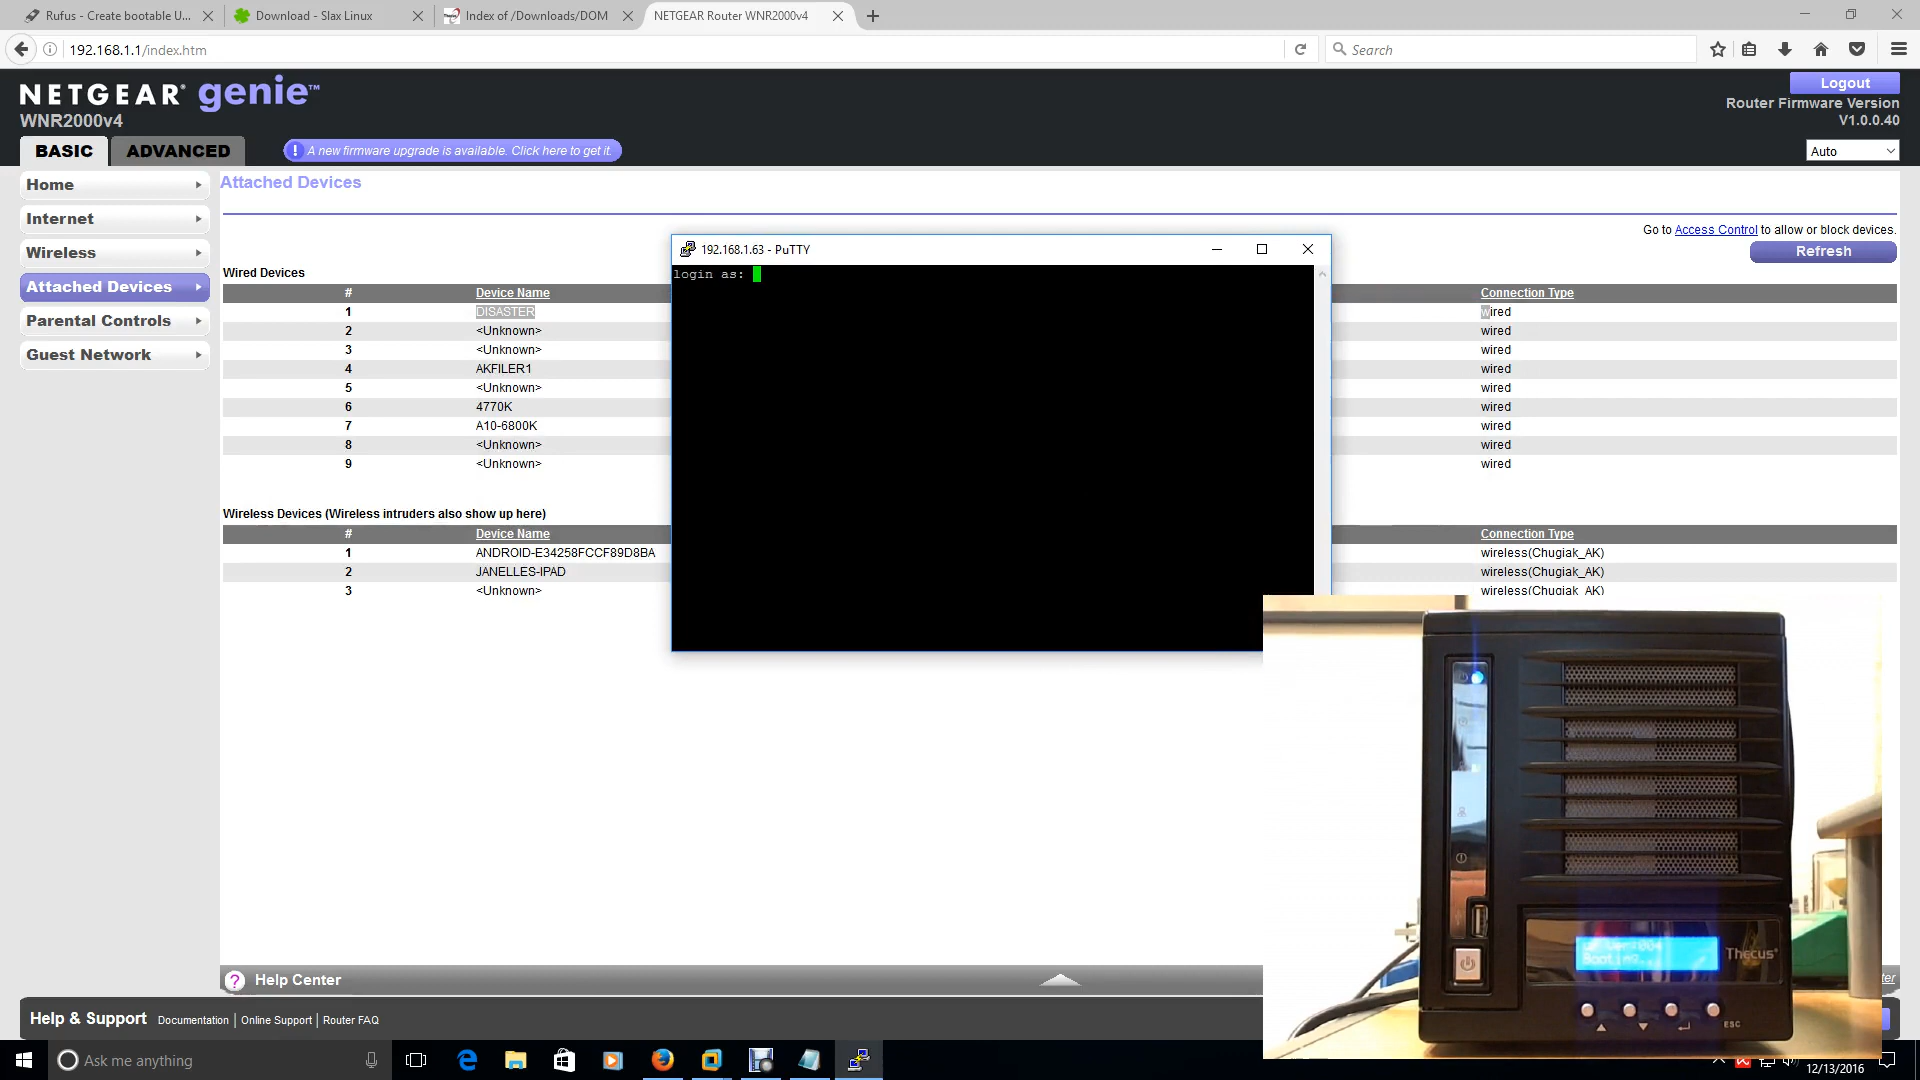 Rufus - Create bootable U...
Download - Slax Linux
Index of /Downloads/DOM
NETGEAR Router WNR2000v4
192.168.1.1/index.htm
Search
NETGEAR® genie™
WNR2000v4
Logout
Router Firmware Version
V1.0.0.40
BASIC
ADVANCED
A new firmware upgrade is available. Click here to get it.
Auto
Home
Internet
Wireless
Attached Devices
Parental Controls
Guest Network
Attached Devices
Go to Access Control to allow or block devices.
Refresh
Wired Devices
# Device Name Connection Type
1 DISASTER wired
2 <Unknown> wired
3 <Unknown> wired
4 AKFILER1 wired
5 <Unknown> wired
6 4770K wired
7 A10-6800K wired
8 <Unknown> wired
9 <Unknown> wired
Wireless Devices (Wireless intruders also show up here)
# Device Name Connection Type
1 ANDROID-E34258FCCF89D8BA wireless(Chugiak_AK)
2 JANELLES-IPAD wireless(Chugiak_AK)
3 <Unknown> wireless(Chugiak_AK)
192.168.1.63 - PuTTY
login as:
Thecus
ESC
? Help Center
Help & Support Documentation | Online Support | Router FAQ
Ask me anything
12/13/2016